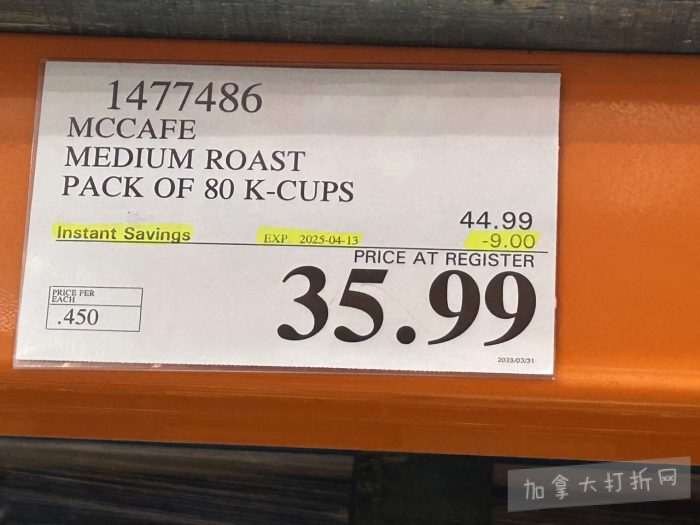 1477486
MCCAFE
MEDIUM ROAST
PACK OF 80 K-CUPS
44.99
Instant Savings EXP 2025-04-13 -9.00
PRICE AT REGISTER
35.99
PRICE PER
EACH
.450
2025/03/31
加拿大打折网